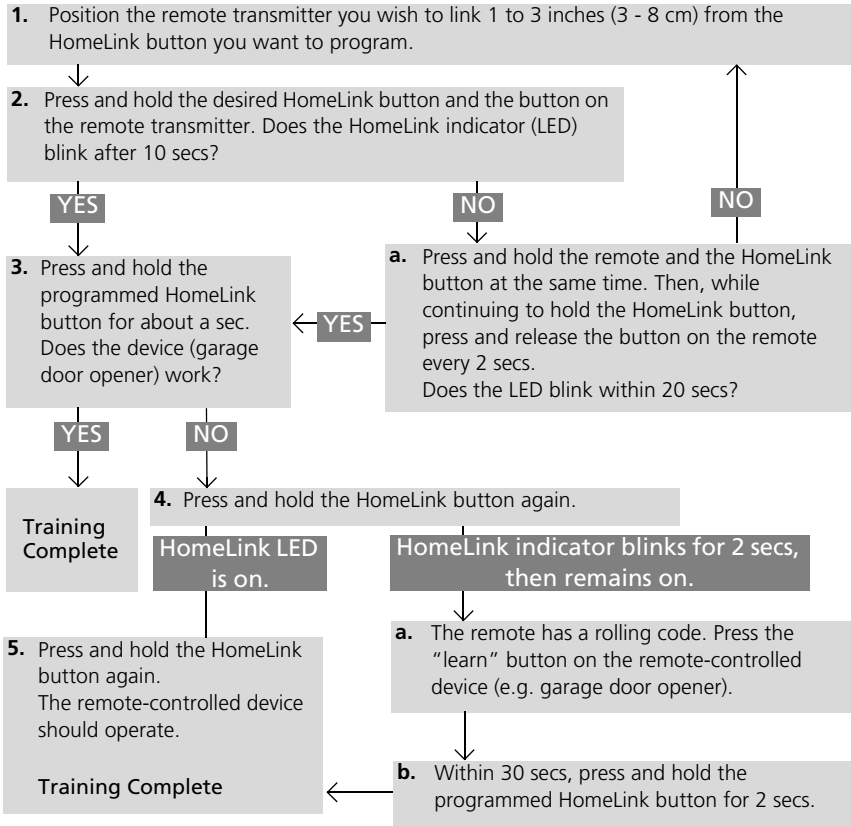 1. Position the remote transmitter you wish to link 1 to 3 inches (3 - 8 cm) from the
HomeLink button you want to program.
2. Press and hold the desired HomeLink button and the button on
the remote transmitter. Does the HomeLink indicator (LED)
blink after 10 secs?
YES
NO
NO
3. Press and hold the
programmed HomeLink
button for about a sec.
Does the device (garage
door opener) work?
YES
a. Press and hold the remote and the HomeLink
button at the same time. Then, while
continuing to hold the HomeLink button,
press and release the button on the remote
every 2 secs.
Does the LED blink within 20 secs?
YES
NO
Training
Complete
4. Press and hold the HomeLink button again.
HomeLink LED
is on.
HomeLink indicator blinks for 2 secs,
then remains on.
5. Press and hold the HomeLink
button again.
The remote-controlled device
should operate.
Training Complete
a. The remote has a rolling code. Press the
“learn” button on the remote-controlled
device (e.g. garage door opener).
b. Within 30 secs, press and hold the
programmed HomeLink button for 2 secs.